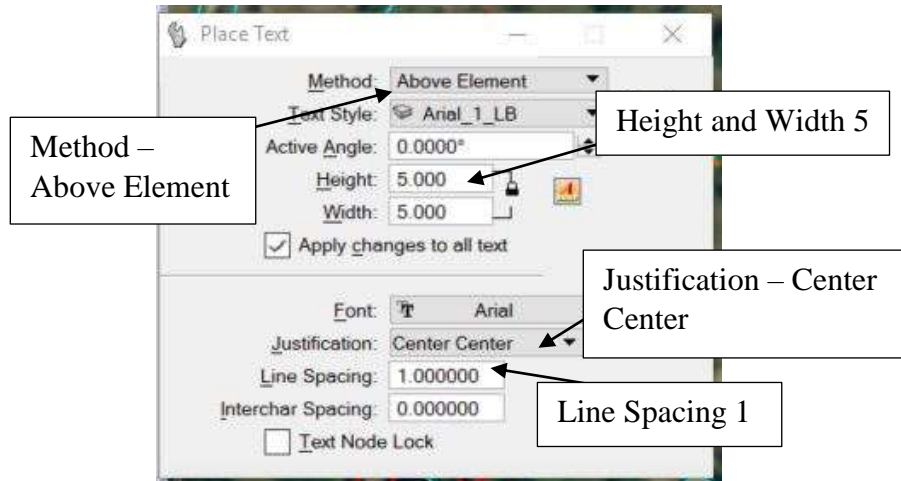 Place Text
Method: Above Element
Text Style: Arial_1_LB
Height and Width 5
Method –
Above Element
Active Angle: 0.0000°
Height: 5.000
Width: 5.000
Apply changes to all text
Justification – Center
Center
Font: Arial
Justification: Center Center
Line Spacing: 1.000000
Interchar Spacing: 0.000000
Line Spacing 1
Text Node Lock